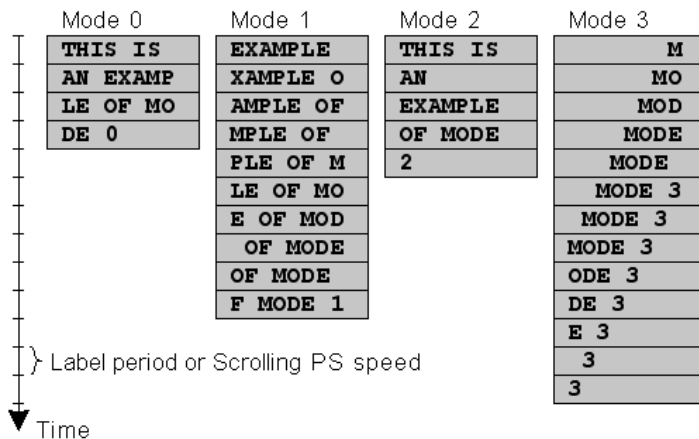 Mode 0
THIS IS
AN EXAMP
LE OF MO
DE 0
Mode 1
EXAMPLE
XAMPLE O
AMPLE OF
MPLE OF
PLE OF M
LE OF MO
E OF MOD
OF MODE
OF MODE
F MODE 1
Mode 2
THIS IS
AN
EXAMPLE
OF MODE
2
Mode 3
M
MO
MOD
MODE
MODE
MODE 3
MODE 3
MODE 3
ODE 3
DE 3
E 3
3
3
Label period or Scrolling PS speed
Time